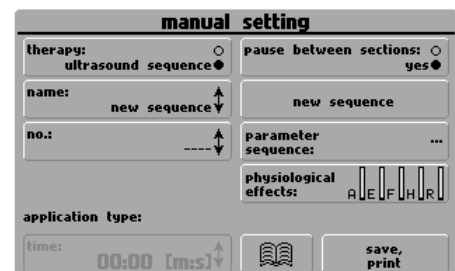 manual setting
therapy:
ultrasound sequence
pause between sections:
yes
name:
new sequence
new sequence
no.:
----
parameter
sequence:
...
physiological
effects:
A E F H R
application type:
time:
00:00 [m:s]
save,
print